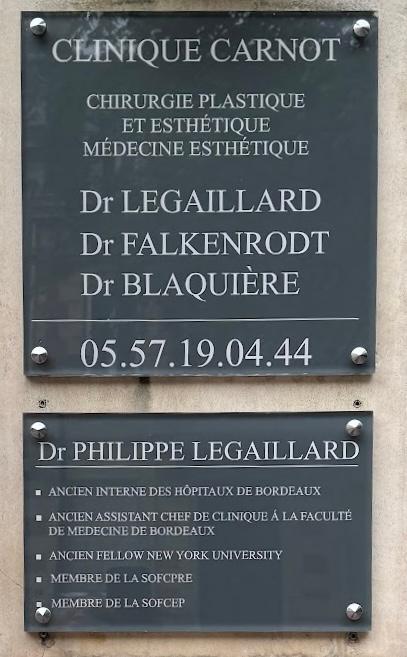 CLINIQUE CARNOT
CHIRURGIE PLASTIQUE
ET ESTHÉTIQUE
MÉDECINE ESTHÉTIQUE
Dr LEGAILLARD
Dr FALKENRODT
Dr BLAQUIÈRE
05.57.19.04.44
Dr PHILIPPE LEGAILLARD
▪ ANCIEN INTERNE DES HÔPITAUX DE BORDEAUX
▪ ANCIEN ASSISTANT CHEF DE CLINIQUE Á LA FACULTÉ
DE MEDECINE DE BORDEAUX
▪ ANCIEN FELLOW NEW YORK UNIVERSITY
▪ MEMBRE DE LA SOFCPRE
▪ MEMBRE DE LA SOFCEP